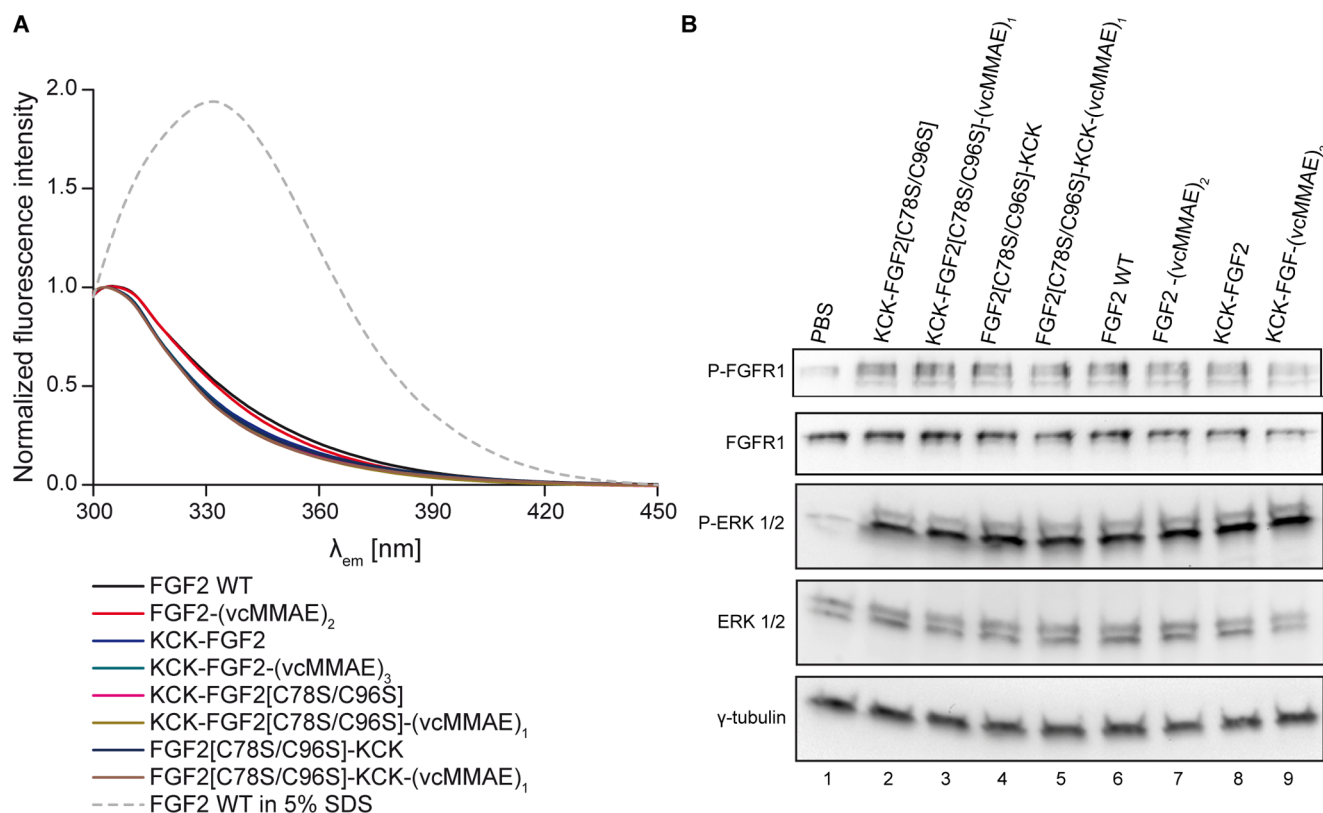 A
Normalized fluorescence intensity
2.0
1.5
1.0
0.5
0.0
300
330
360
390
420
450
λem [nm]
FGF2 WT
FGF2-(vcMMAE)2
KCK-FGF2
KCK-FGF2-(vcMMAE)3
KCK-FGF2[C78S/C96S]
KCK-FGF2[C78S/C96S]-(vcMMAE)1
FGF2[C78S/C96S]-KCK
FGF2[C78S/C96S]-KCK-(vcMMAE)1
FGF2 WT in 5% SDS
B
PBS
KCK-FGF2[C78S/C96S]
KCK-FGF2[C78S/C96S]-(vcMMAE)1
FGF2[C78S/C96S]-KCK
FGF2[C78S/C96S]-KCK-(vcMMAE)1
FGF2 WT
FGF2 -(vcMMAE)2
KCK-FGF2
KCK-FGF-(vcMMAE)
P-FGFR1
FGFR1
P-ERK 1/2
ERK 1/2
γ-tubulin
1 2 3 4 5 6 7 8 9